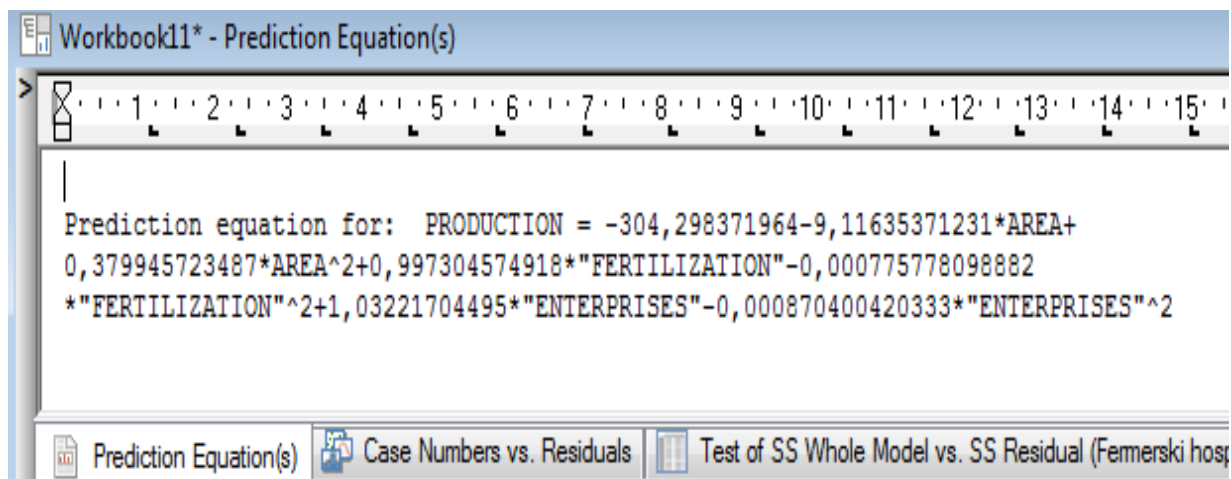 Workbook11* - Prediction Equation(s)
1 2 3 4 5 6 7 8 9 10 11 12 13 14 15
Prediction equation for:  PRODUCTION = -304,298371964-9,11635371231*AREA+
0,379945723487*AREA^2+0,997304574918*"FERTILIZATION"-0,000775778098882
*"FERTILIZATION"^2+1,03221704495*"ENTERPRISES"-0,000870400420333*"ENTERPRISES"^2
Prediction Equation(s) Case Numbers vs. Residuals Test of SS Whole Model vs. SS Residual (Fermerski hosp